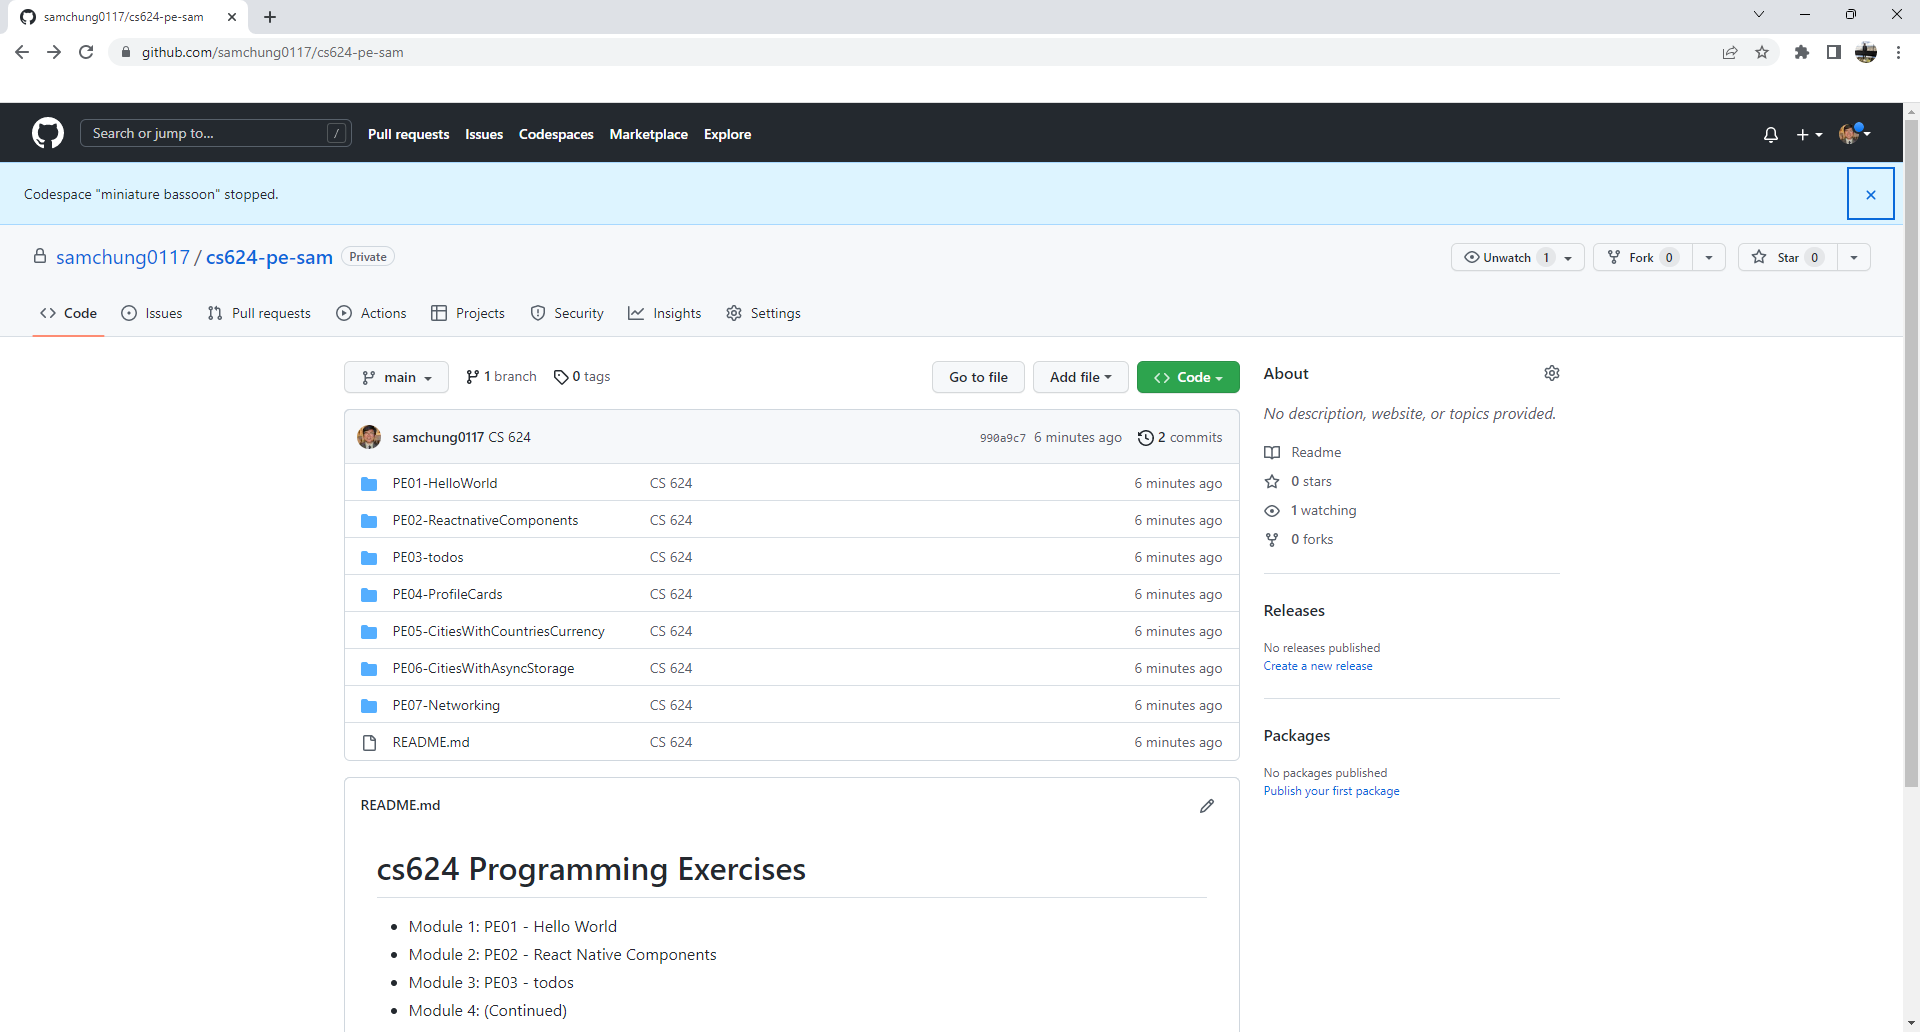 samchung0117/cs624-pe-sam
github.com/samchung0117/cs624-pe-sam
Search or jump to...
/
Pull requests
Issues
Codespaces
Marketplace
Explore
Codespace "miniature bassoon" stopped.
samchung0117 / cs624-pe-sam
Private
Unwatch 1
Fork 0
Star 0
Code
Issues
Pull requests
Actions
Projects
Security
Insights
Settings
main
1 branch
0 tags
Go to file
Add file
Code
samchung0117 CS 624
990a9c7 6 minutes ago
2 commits
PE01-HelloWorld CS 624 6 minutes ago
PE02-ReactnativeComponents CS 624 6 minutes ago
PE03-todos CS 624 6 minutes ago
PE04-ProfileCards CS 624 6 minutes ago
PE05-CitiesWithCountriesCurrency CS 624 6 minutes ago
PE06-CitiesWithAsyncStorage CS 624 6 minutes ago
PE07-Networking CS 624 6 minutes ago
README.md CS 624 6 minutes ago
README.md
cs624 Programming Exercises
• Module 1: PE01 - Hello World
• Module 2: PE02 - React Native Components
• Module 3: PE03 - todos
• Module 4: (Continued)
About
No description, website, or topics provided.
Readme
0 stars
1 watching
0 forks
Releases
No releases published
Create a new release
Packages
No packages published
Publish your first package